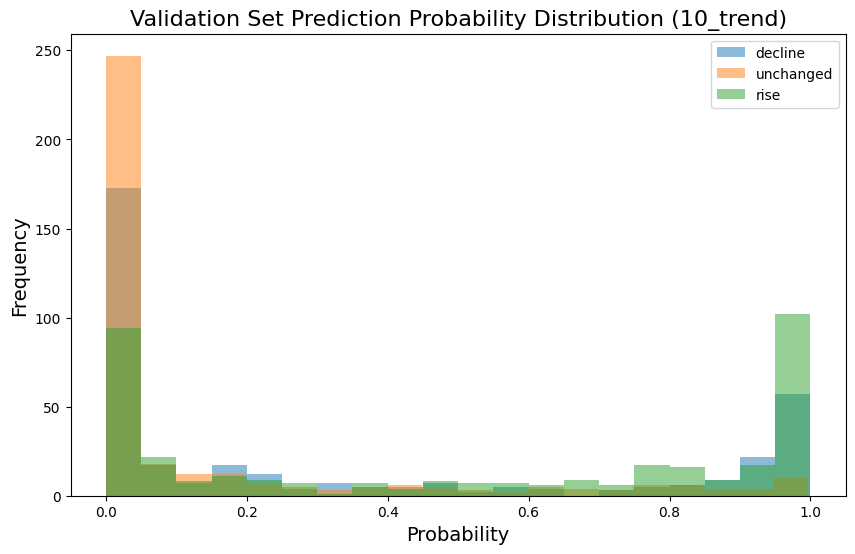 Validation Set Prediction Probability Distribution (10_trend)
decline
unchanged
rise
250
200
150
100
50
0
Frequency
0.0 0.2 0.4 0.6 0.8 1.0
Probability